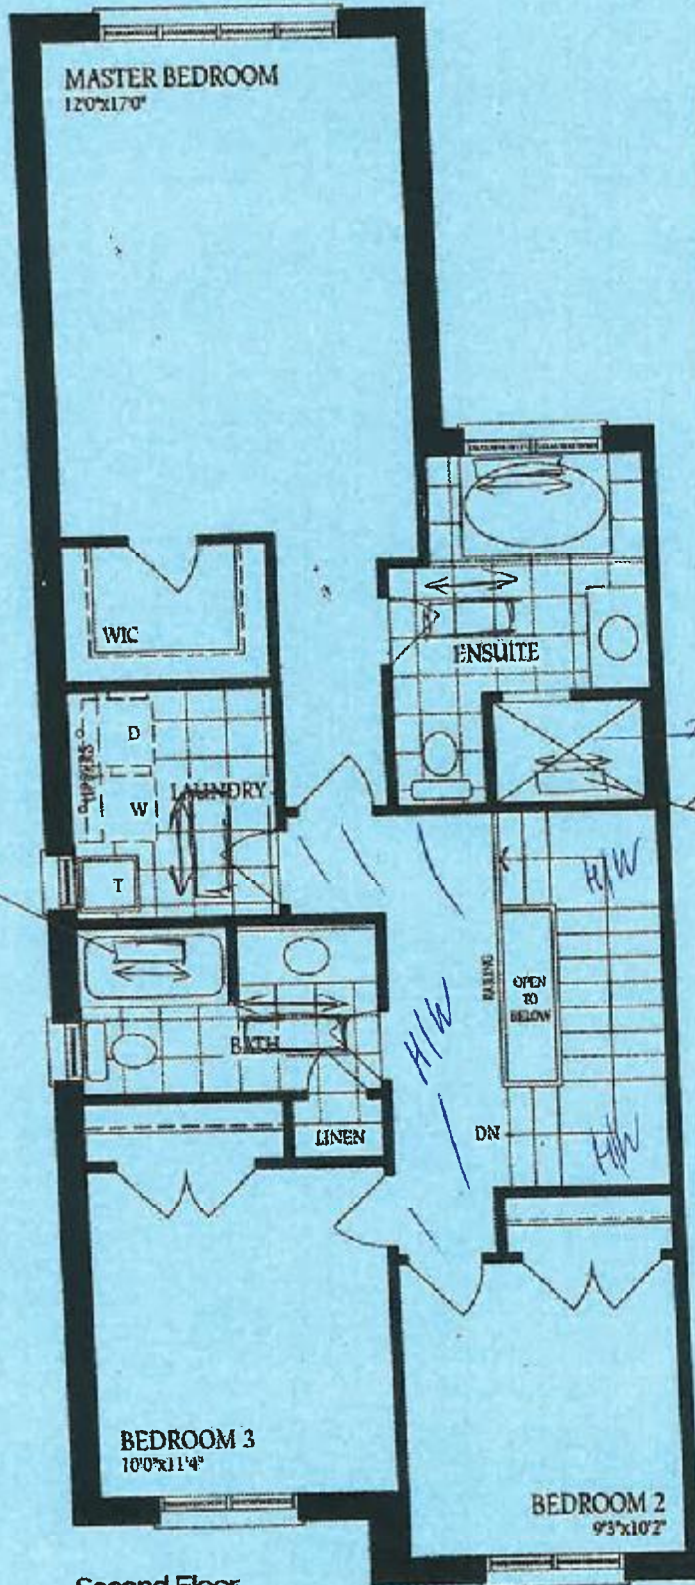 MASTER BEDROOM
12'0"x17'0"
WIC
ENSUITE
D
UPPERS
LAUNDRY
W
T
H/W
RAILING
OPEN
TO
BELOW
H/W
BATH
DN
H/W
LINEN
BEDROOM 3
10'0"x11'4"
BEDROOM 2
9'3"x10'2"
Second Floor